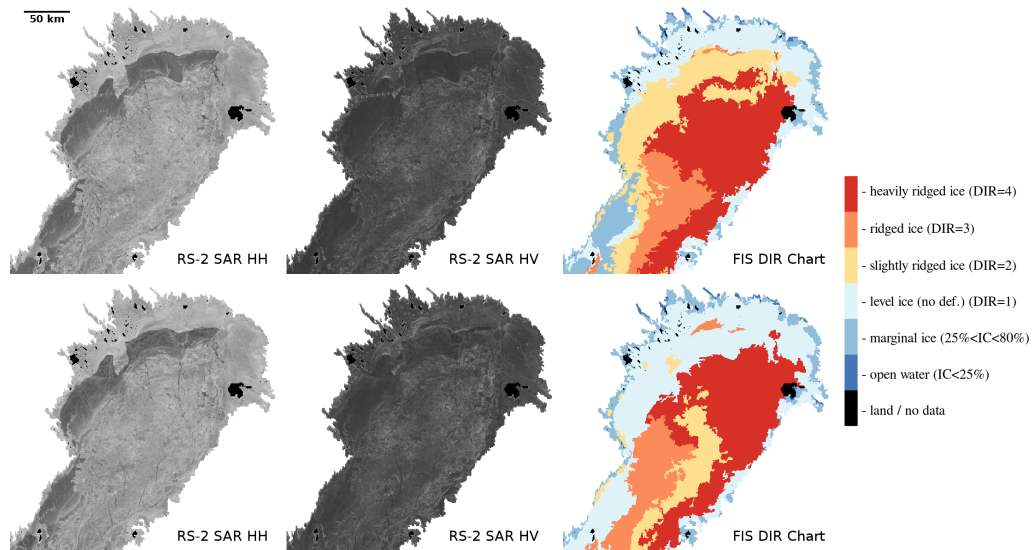 50 km
RS-2 SAR HH
RS-2 SAR HV
FIS DIR Chart
- heavily ridged ice (DIR=4)
- ridged ice (DIR=3)
- slightly ridged ice (DIR=2)
- level ice (no def.) (DIR=1)
- marginal ice (25%<IC<80%)
- open water (IC<25%)
- land / no data
RS-2 SAR HH
RS-2 SAR HV
FIS DIR Chart